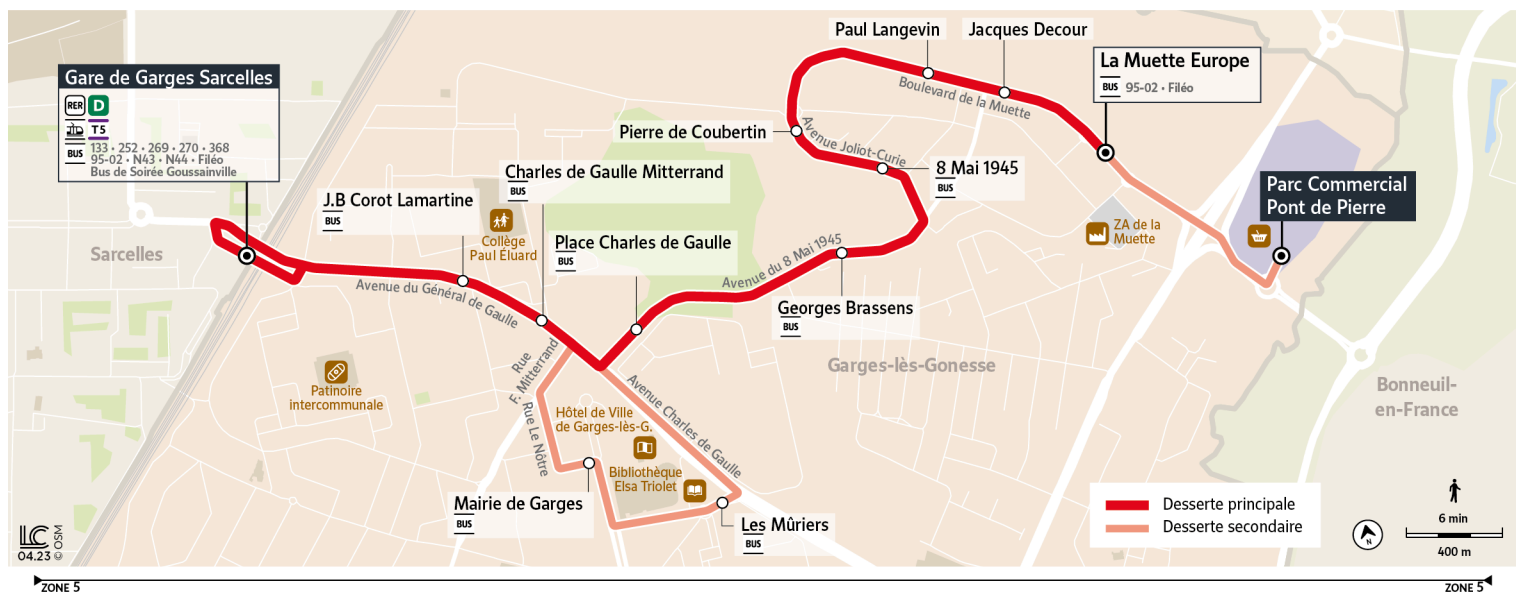 Paul Langevin
Jacques Decour
La Muette Europe
BUS 95-02 • Filéo
Gare de Garges Sarcelles
RER D
T5
BUS
133 • 252 • 269 • 270 • 368
95-02 • N43 • N44 • Filéo
Bus de Soirée Goussainville
Boulevard de la Muette
Pierre de Coubertin
Avenue Joliot-Curie
8 Mai 1945
BUS
Charles de Gaulle Mitterrand
BUS
J.B Corot Lamartine
BUS
Parc Commercial
Pont de Pierre
ZA de la
Muette
Collège
Paul Éluard
Place Charles de Gaulle
BUS
Sarcelles
Avenue du 8 Mai 1945
Avenue du Général de Gaulle
Georges Brassens
BUS
Rue
F. Mitterrand
Garges-lès-Gonesse
Bonneuil-
en-France
Patinoire
intercommunale
Avenue Charles de Gaulle
Rue Le Nôtre
Hôtel de Ville
de Garges-lès-G.
Bibliothèque
Elsa Triolet
Mairie de Garges
BUS
Les Mûriers
BUS
Desserte principale
Desserte secondaire
6 min
400 m
N
LC
04.23
© OSM
ZONE 5
ZONE 5